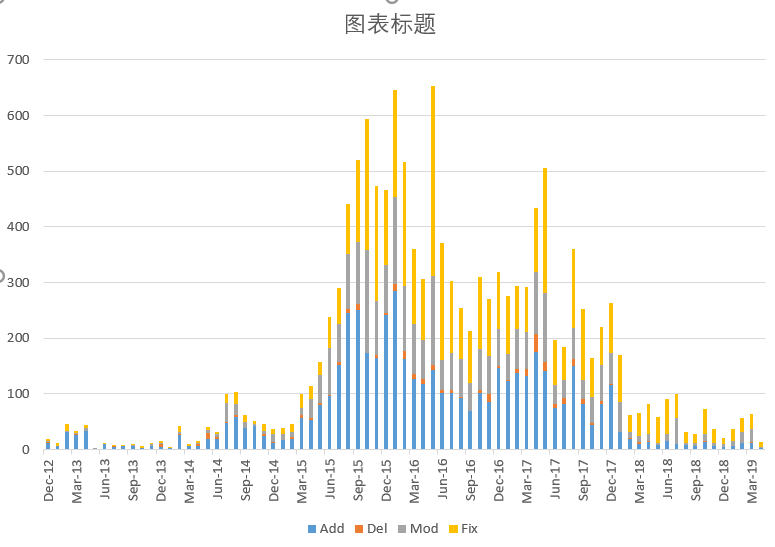 图表标题
700
600
500
400
300
200
100
0
Dec-12
Mar-13
Jun-13
Sep-13
Dec-13
Mar-14
Jun-14
Sep-14
Dec-14
Mar-15
Jun-15
Sep-15
Dec-15
Mar-16
Jun-16
Sep-16
Dec-16
Mar-17
Jun-17
Sep-17
Dec-17
Mar-18
Jun-18
Sep-18
Dec-18
Mar-19
Add Del Mod Fix